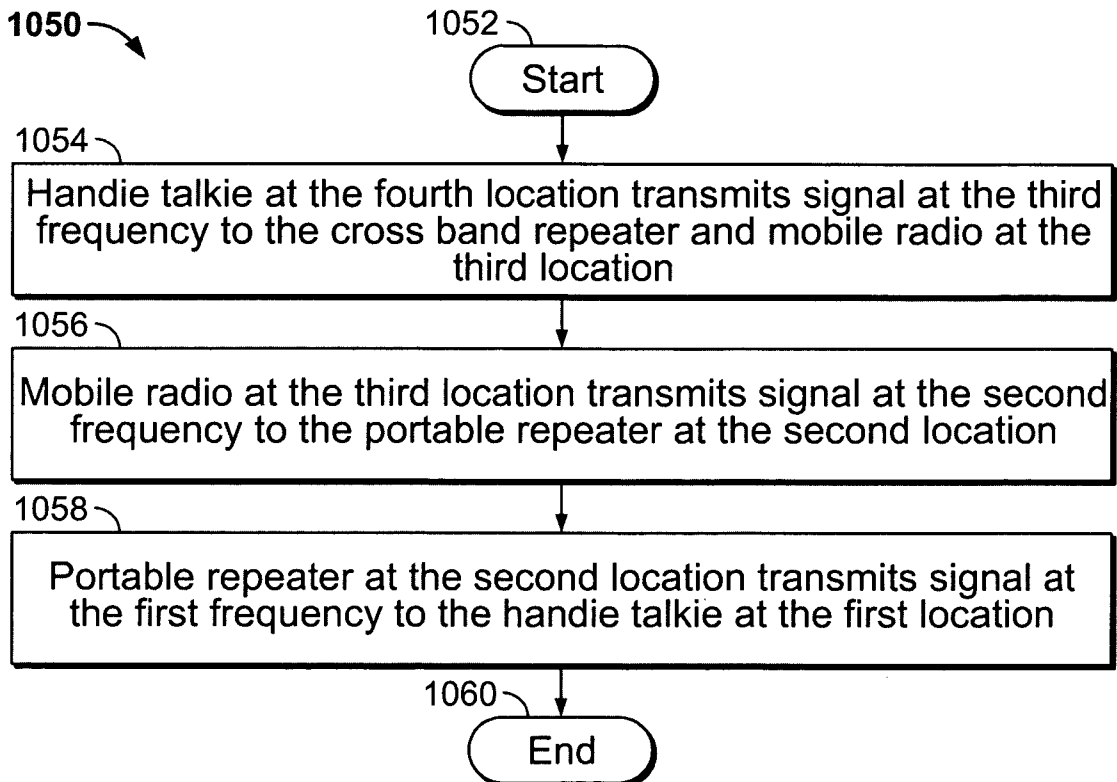 1050
1052
Start
1054
Handie talkie at the fourth location transmits signal at the third
frequency to the cross band repeater and mobile radio at the
third location
1056
Mobile radio at the third location transmits signal at the second
frequency to the portable repeater at the second location
1058
Portable repeater at the second location transmits signal at
the first frequency to the handie talkie at the first location
1060
End